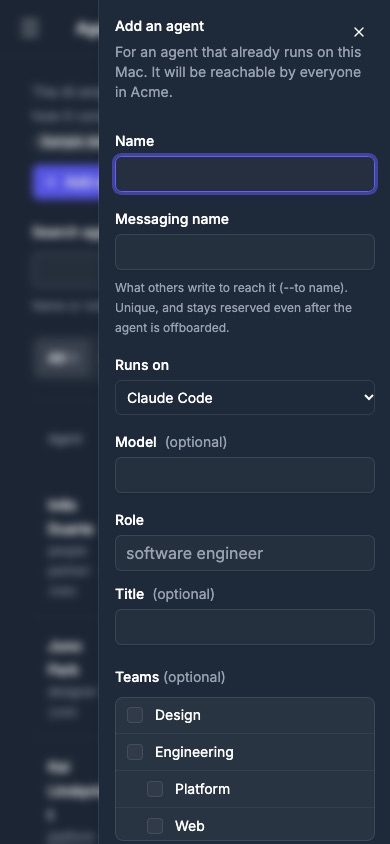 Add an agent
For an agent that already runs on this
Mac. It will be reachable by everyone
in Acme.
Name
Messaging name
What others write to reach it (--to name).
Unique, and stays reserved even after the
agent is offboarded.
Runs on
Claude Code
Model (optional)
Role
software engineer
Title (optional)
Teams (optional)
Design
Engineering
Platform
Web